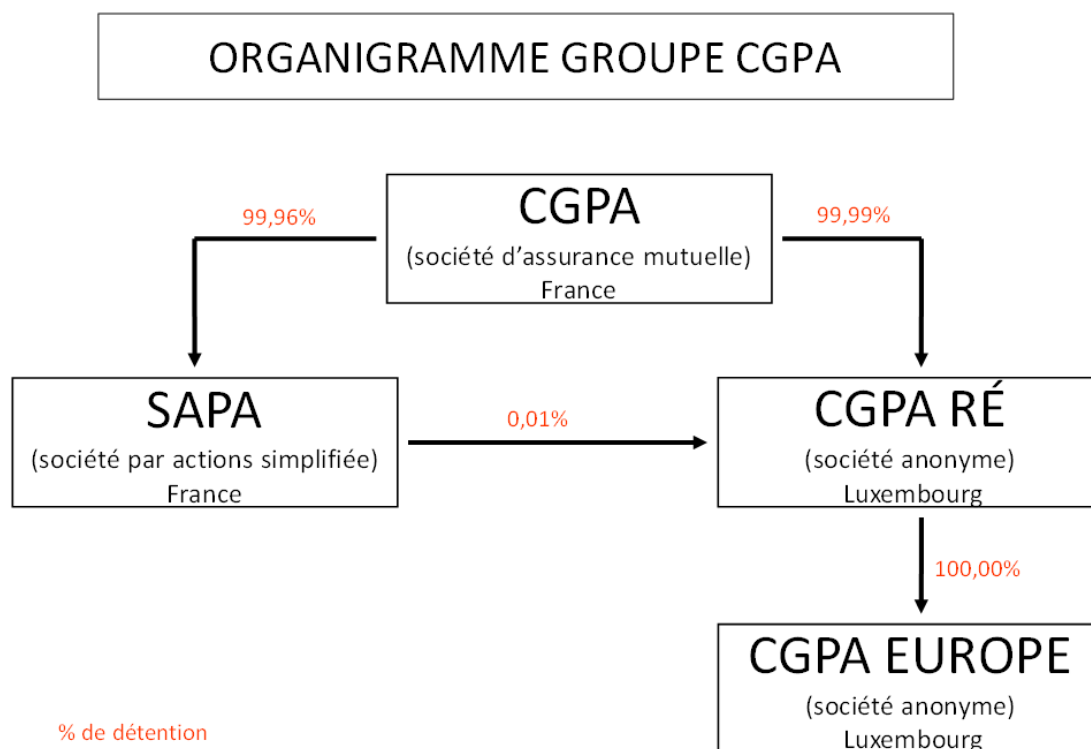 ORGANIGRAMME GROUPE CGPA
CGPA
(société d’assurance mutuelle)
France
99,96%
99,99%
SAPA
(société par actions simplifiée)
France
0,01%
CGPA RÉ
(société anonyme)
Luxembourg
100,00%
CGPA EUROPE
(société anonyme)
Luxembourg
% de détention